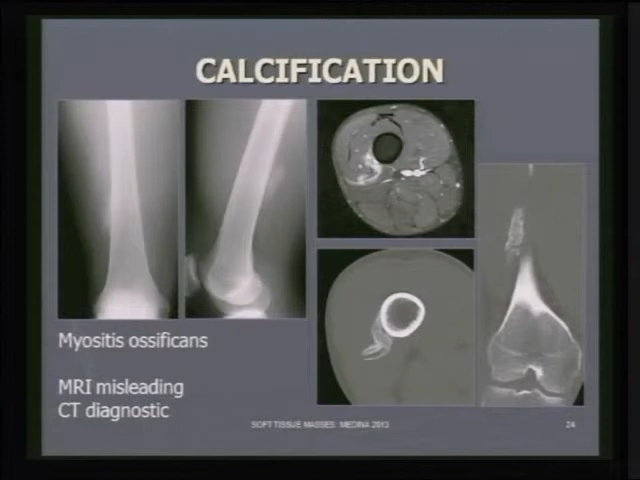 CALCIFICATION
Myositis ossificans
MRI misleading
CT diagnostic
SOFT TISSUE MASSES MEDINA 2013
24